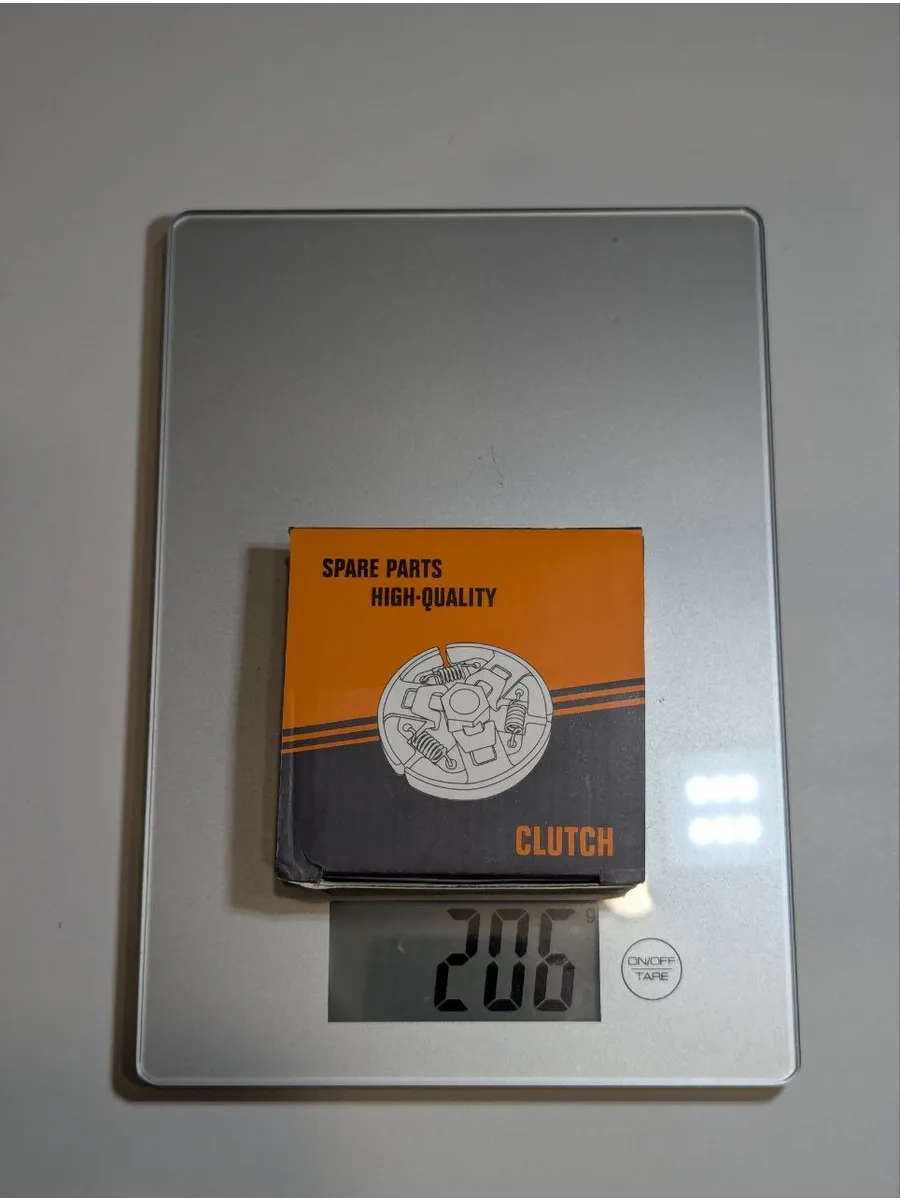 SPARE PARTS
HIGH-QUALITY
CLUTCH
206 g
ON/OFF
TARE